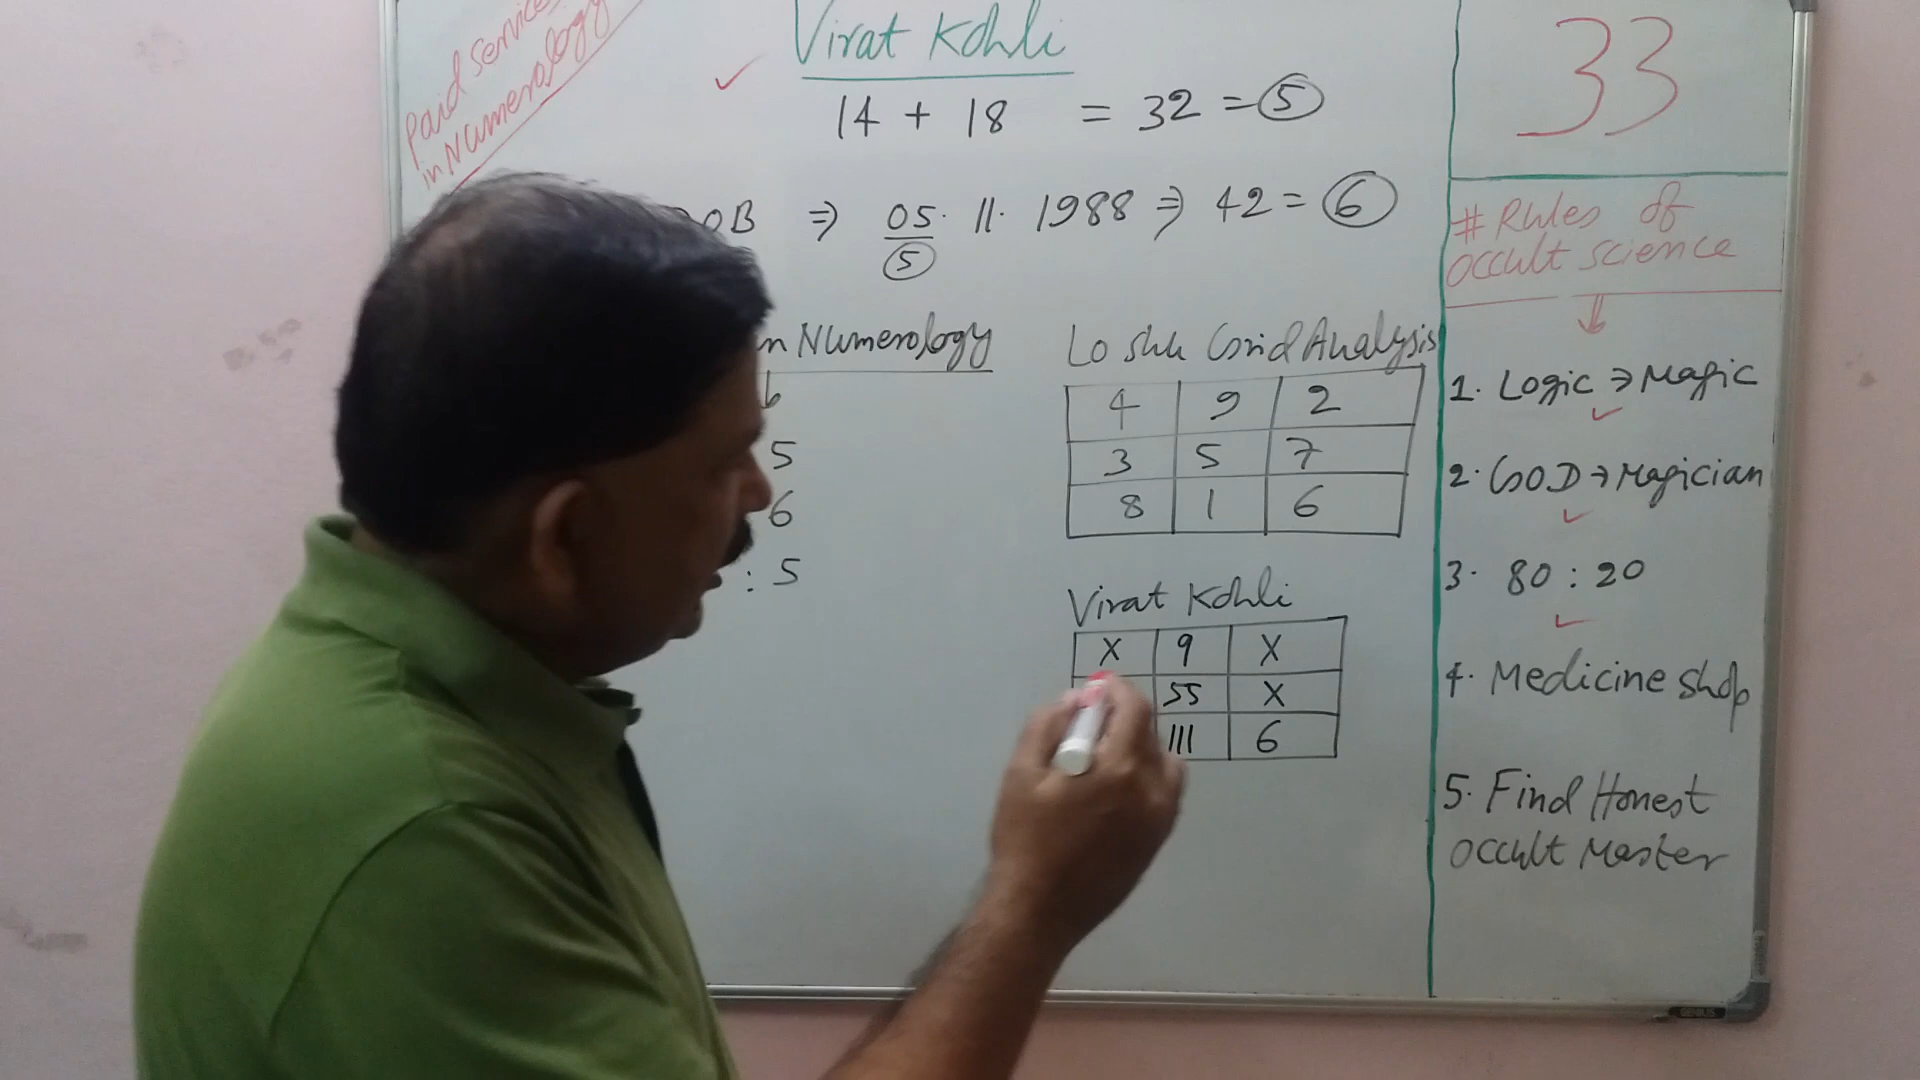 Paid Services
in Numerology
Virat Kohli
14 + 18 = 32 = 5
DOB ⇒ 05. 11. 1988 ⇒ 42 = 6
5
in Numerology
6
5
6
: 5
Lo Shu Grid Analysis
4 9 2
3 5 7
8 1 6
Virat Kohli
X 9 X
55 X
111 6
33
# Rules of
occult science
1. Logic → Magic
2. GOD → Magician
3. 80 : 20
4. Medicine Shop
5. Find Honest
occult Master
GENIUS